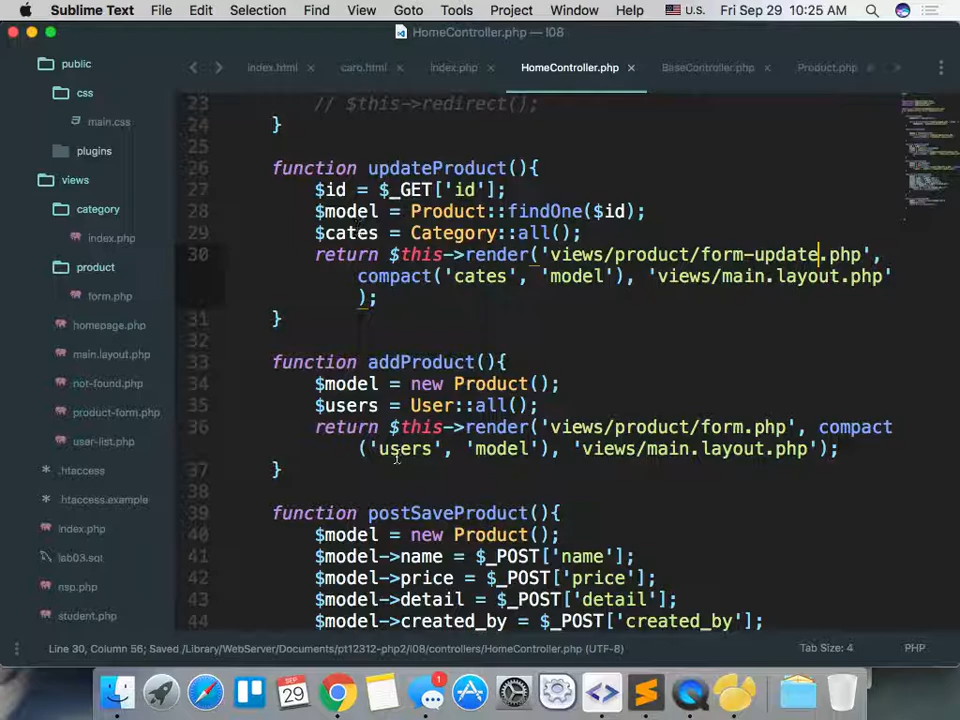 Sublime Text File Edit Selection Find View Goto Tools Project Window Help U.S. Fri Sep 29 10:25 AM
HomeController.php — l08
index.html × caro.html × index.php × HomeController.php × BaseController.php × Product.php
public
css
main.css
plugins
views
category
index.php
product
form.php
homepage.php
main.layout.php
not-found.php
product-form.php
user-list.php
.htaccess
.htaccess.example
index.php
lab03.sql
nsp.php
student.php
23 // $this->redirect();
24 }
25
26 function updateProduct(){
27 $id = $_GET['id'];
28 $model = Product::findOne($id);
29 $cates = Category::all();
30 return $this->render('views/product/form-update.php',
compact('cates', 'model'), 'views/main.layout.php'
);
31 }
32
33 function addProduct(){
34 $model = new Product();
35 $users = User::all();
36 return $this->render('views/product/form.php', compact
('users', 'model'), 'views/main.layout.php');
37 }
38
39 function postSaveProduct(){
40 $model = new Product();
41 $model->name = $_POST['name'];
42 $model->price = $_POST['price'];
43 $model->detail = $_POST['detail'];
44 $model->created_by = $_POST['created_by'];
Line 30, Column 56; Saved /Library/WebServer/Documents/pt12312-php2/l08/controllers/HomeController.php (UTF-8) Tab Size: 4 PHP
SEP
29
1